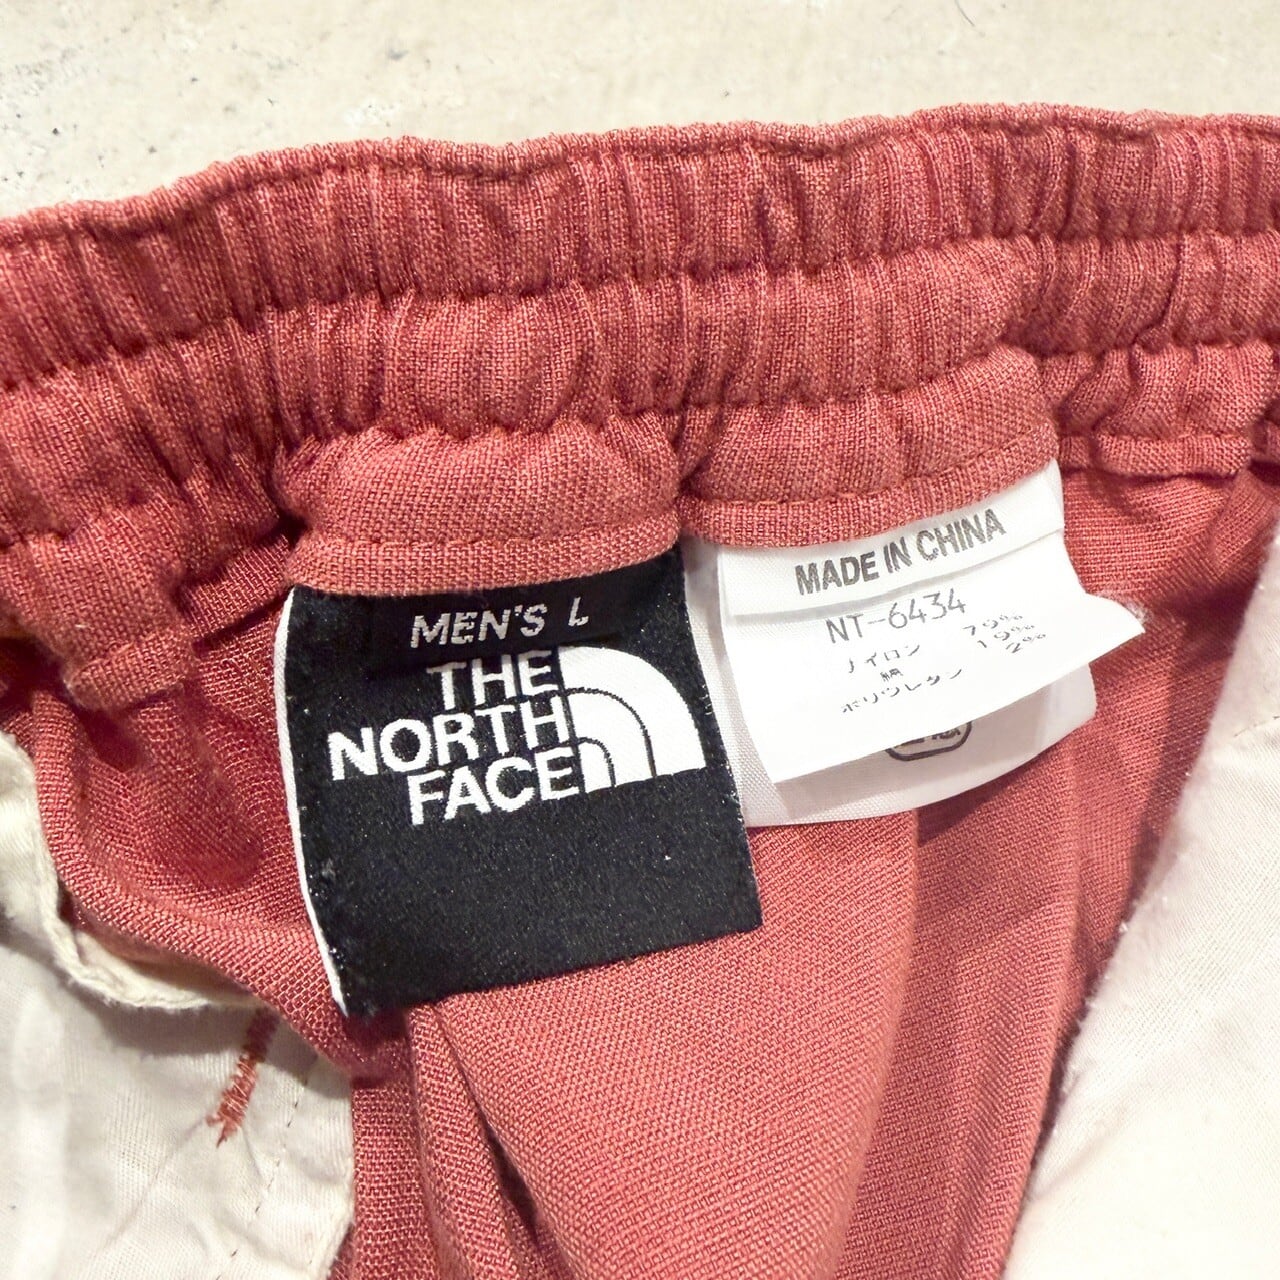 MEN'S L
THE
NORTH
FACE
MADE IN CHINA
NT-6434
ナイロン 79%
綿 19%
ポリウレタン 2%